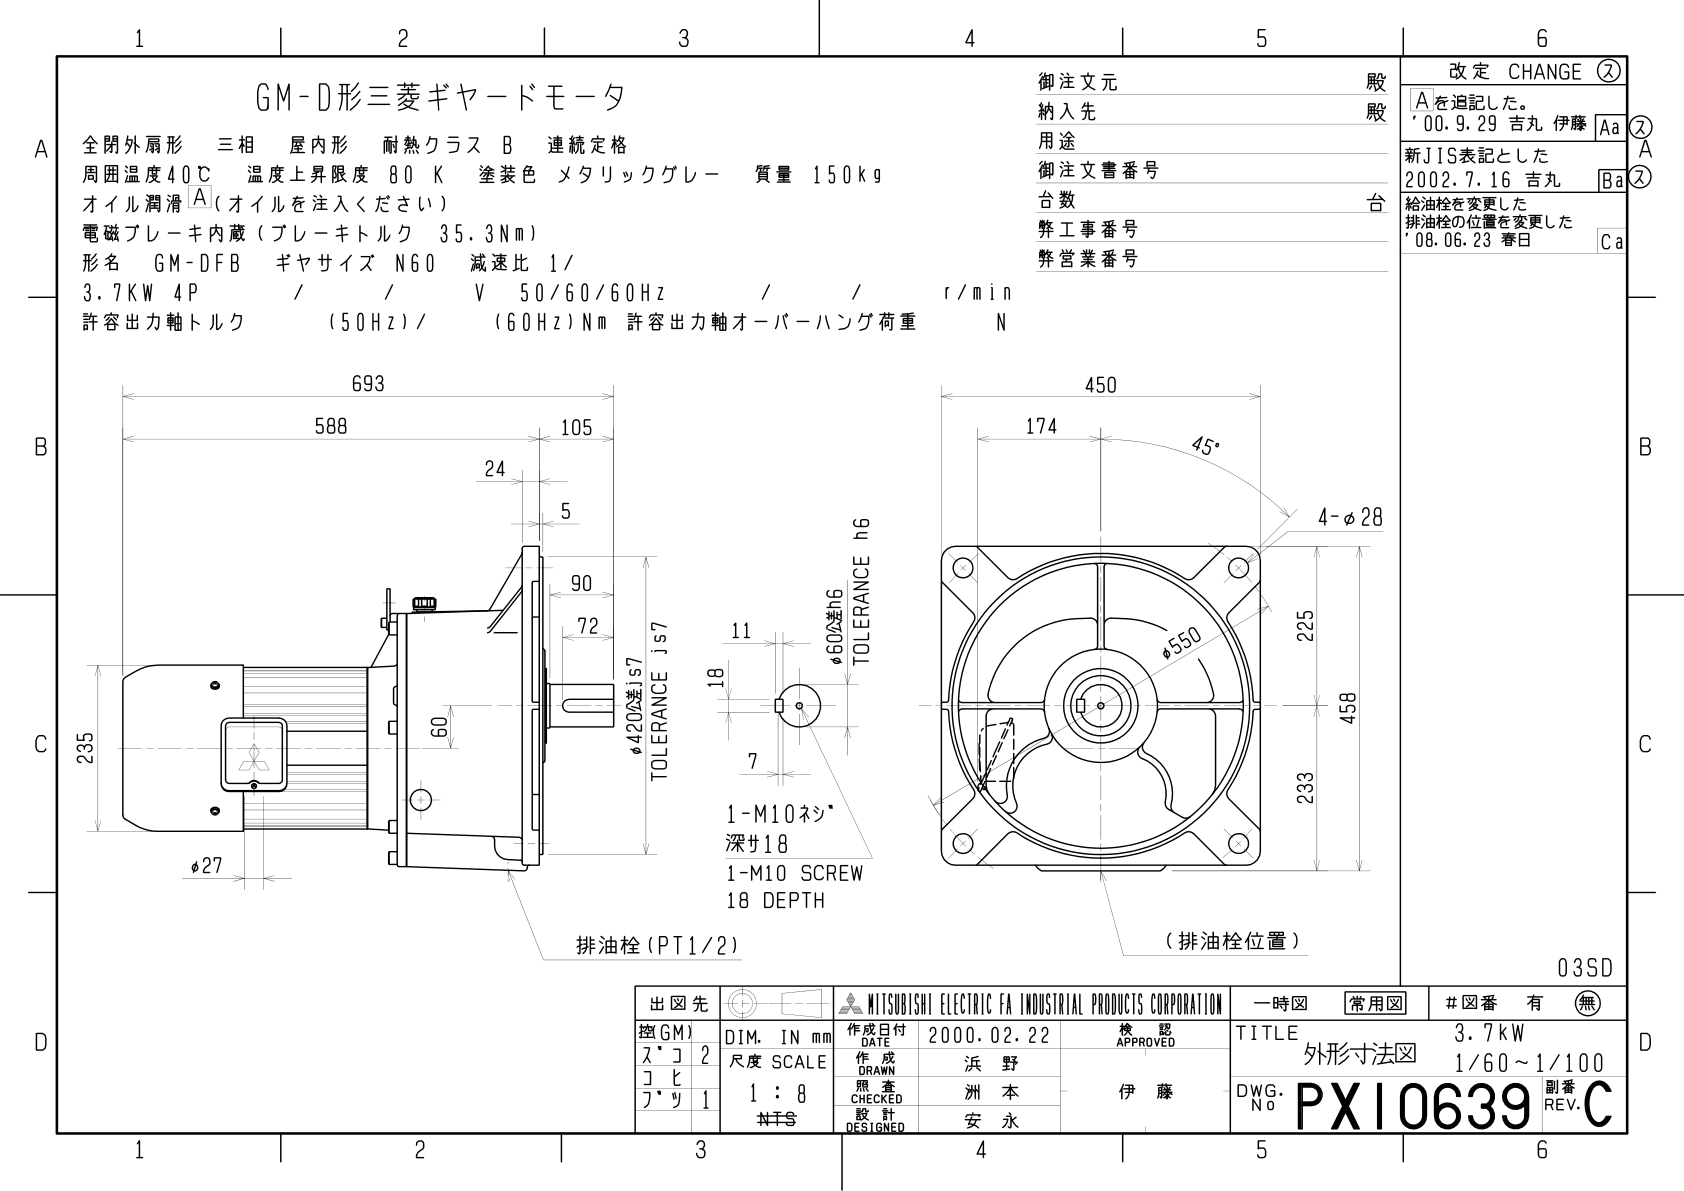 1 2 3 4 5 6
GM-D形三菱ギヤードモータ
全閉外扇形 三相 屋内形 耐熱クラス B 連続定格
周囲温度40℃ 温度上昇限度 80 K 塗装色 メタリックグレー 質量 150kg
オイル潤滑 A (オイルを注入ください)
電磁ブレーキ内蔵(ブレーキトルク 35.3Nm)
形名 GM-DFB ギヤサイズ N60 減速比 1/
3.7KW 4P / / V 50/60/60Hz / / r/min
許容出力軸トルク (50Hz)/ (60Hz)Nm 許容出力軸オーバーハング荷重 N
御注文元 殿
納入先 殿
用途
御注文書番号
台数 台
弊工事番号
弊営業番号
改定 CHANGE ス
Aを追記した。
'00.9.29 吉丸 伊藤 Aa ス
新JIS表記とした
2002.7.16 吉丸 Ba ス
給油栓を変更した
排油栓の位置を変更した
'08.06.23 春日 Ca
A
B
C
D
A
B
C
D
693
588
105
24
5
90
72
60
235
φ27
φ420公差js7
TOLERANCE js7
排油栓(PT1/2)
11
18
7
φ60公差h6
TOLERANCE h6
1-M10ネジ
深サ18
1-M10 SCREW
18 DEPTH
450
174
45°
4-φ28
φ550
225
458
233
(排油栓位置)
03SD
出図先
控(GM)
ズコ 2
コヒ
ブツ 1
DIM. IN mm
尺度 SCALE
1 : 8
NTS
MITSUBISHI ELECTRIC FA INDUSTRIAL PRODUCTS CORPORATION
作成日付 DATE 2000.02.22
作成 DRAWN 浜野
照査 CHECKED 洲本
設計 DESIGNED 安永
検認 APPROVED
伊藤
一時図 常用図 #図番 有 無
TITLE 外形寸法図
3.7kW
1/60~1/100
DWG. No PX10639
副番 REV. C
1 2 3 4 5 6